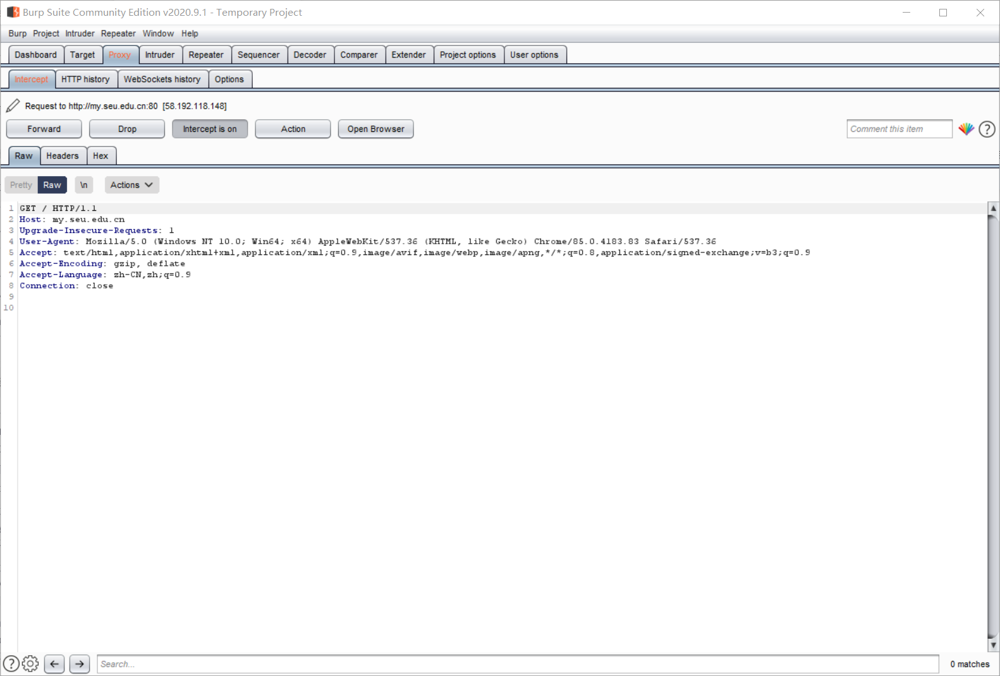 Burp Suite Community Edition v2020.9.1 - Temporary Project
Burp Project Intruder Repeater Window Help
Dashboard Target Proxy Intruder Repeater Sequencer Decoder Comparer Extender Project options User options
Intercept HTTP history WebSockets history Options
Request to http://my.seu.edu.cn:80 [58.192.118.148]
Forward Drop Intercept is on Action Open Browser Comment this item ?
Raw Headers Hex
Pretty Raw \n Actions
1 GET / HTTP/1.1
2 Host: my.seu.edu.cn
3 Upgrade-Insecure-Requests: 1
4 User-Agent: Mozilla/5.0 (Windows NT 10.0; Win64; x64) AppleWebKit/537.36 (KHTML, like Gecko) Chrome/85.0.4183.83 Safari/537.36
5 Accept: text/html,application/xhtml+xml,application/xml;q=0.9,image/avif,image/webp,image/apng,*/*;q=0.8,application/signed-exchange;v=b3;q=0.9
6 Accept-Encoding: gzip, deflate
7 Accept-Language: zh-CN,zh;q=0.9
8 Connection: close
9
10
? Search... 0 matches